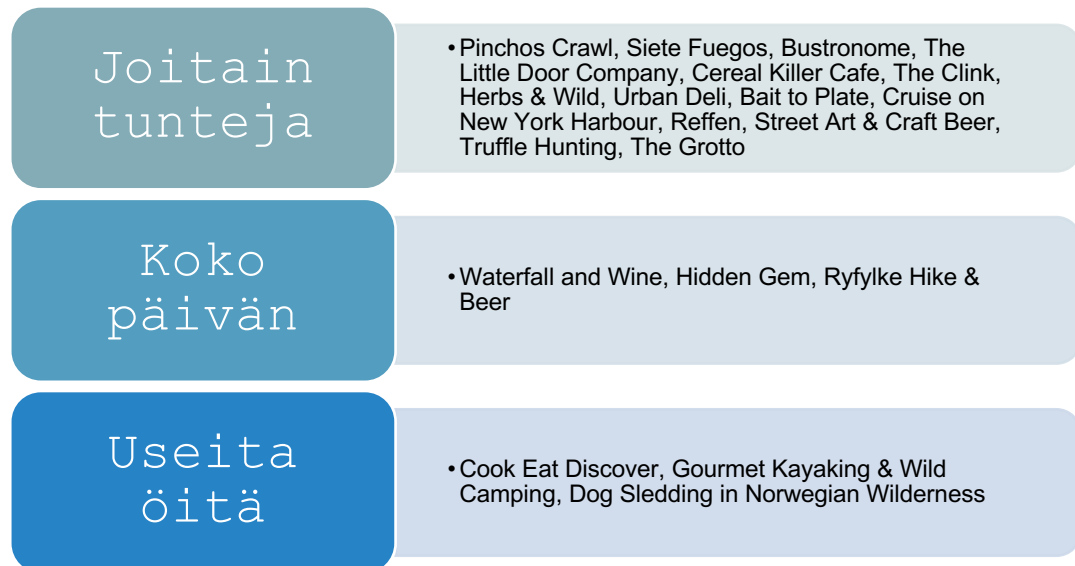 Joitain
tunteja
•Pinchos Crawl, Siete Fuegos, Bustronome, The
Little Door Company, Cereal Killer Cafe, The Clink,
Herbs & Wild, Urban Deli, Bait to Plate, Cruise on
New York Harbour, Reffen, Street Art & Craft Beer,
Truffle Hunting, The Grotto
Koko
päivän
•Waterfall and Wine, Hidden Gem, Ryfylke Hike &
Beer
Useita
öitä
•Cook Eat Discover, Gourmet Kayaking & Wild
Camping, Dog Sledding in Norwegian Wilderness